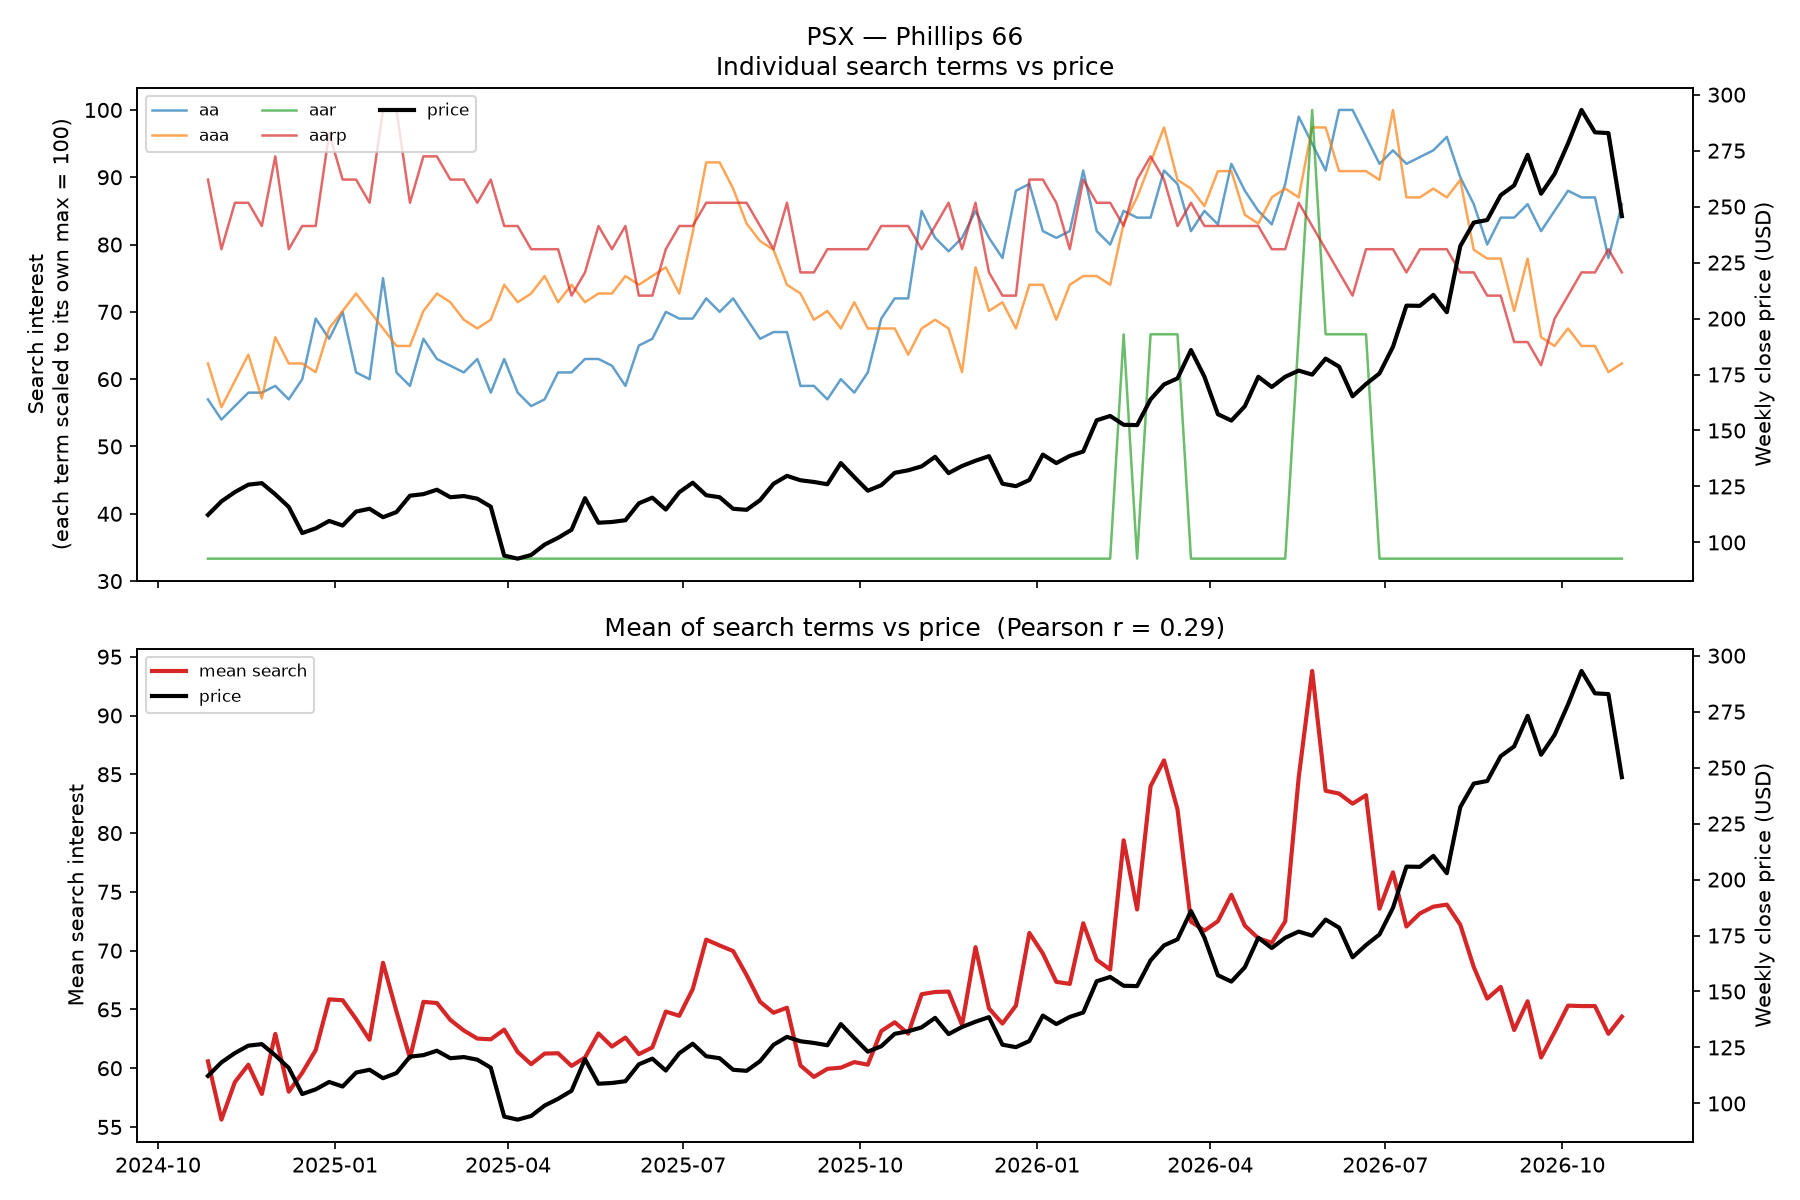 PSX — Phillips 66
Individual search terms vs price
aa
aaa
aar
aarp
price
Search interest
(each term scaled to its own max = 100)
100
90
80
70
60
50
40
30
300
275
250
225
200
175
150
125
100
Weekly close price (USD)
Mean of search terms vs price (Pearson r = 0.29)
mean search
price
Mean search interest
95
90
85
80
75
70
65
60
55
300
275
250
225
200
175
150
125
100
Weekly close price (USD)
2024-10 2025-01 2025-04 2025-07 2025-10 2026-01 2026-04 2026-07 2026-10